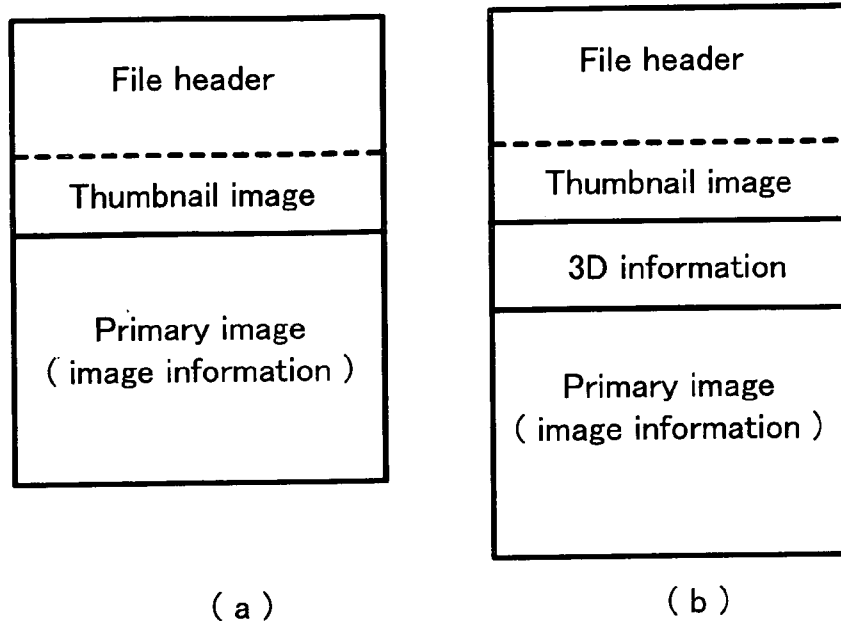 File header
Thumbnail image
Primary image
( image information )
( a )
File header
Thumbnail image
3D information
Primary image
( image information )
( b )